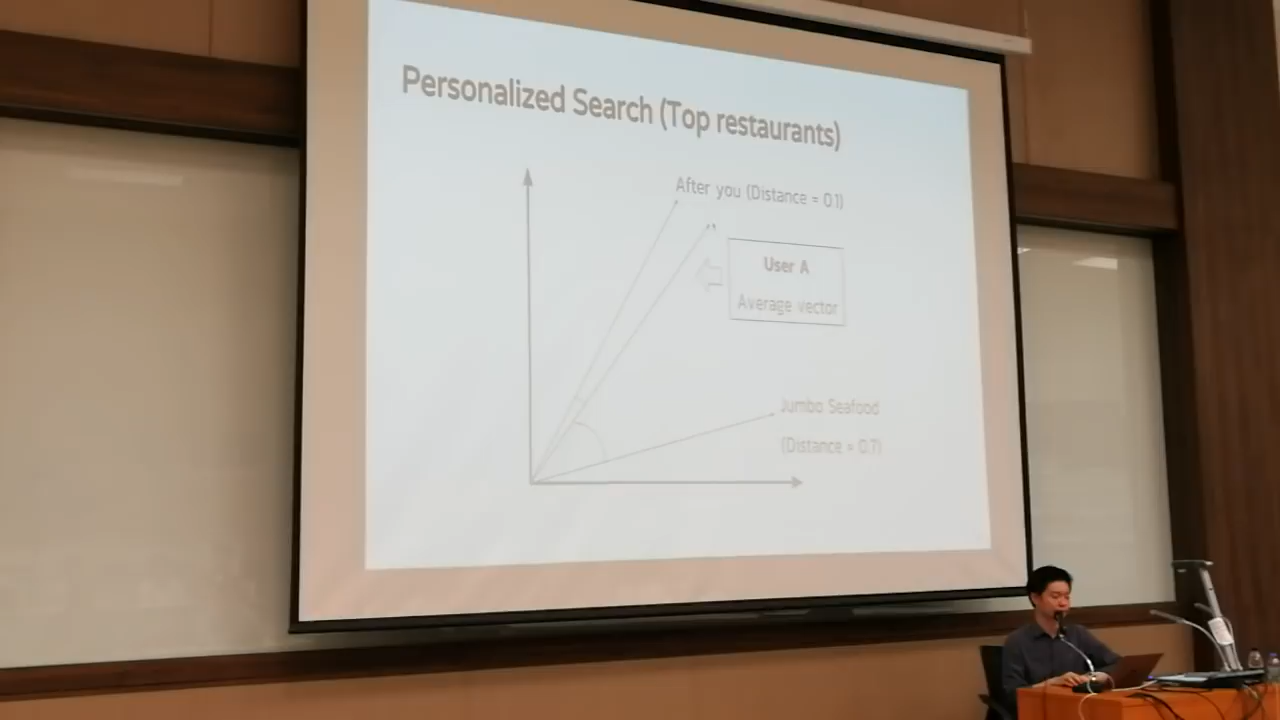 Personalized Search (Top restaurants)
After you (Distance = 0.1)
User A
Average vector
Jumbo Seafood
(Distance = 0.7)